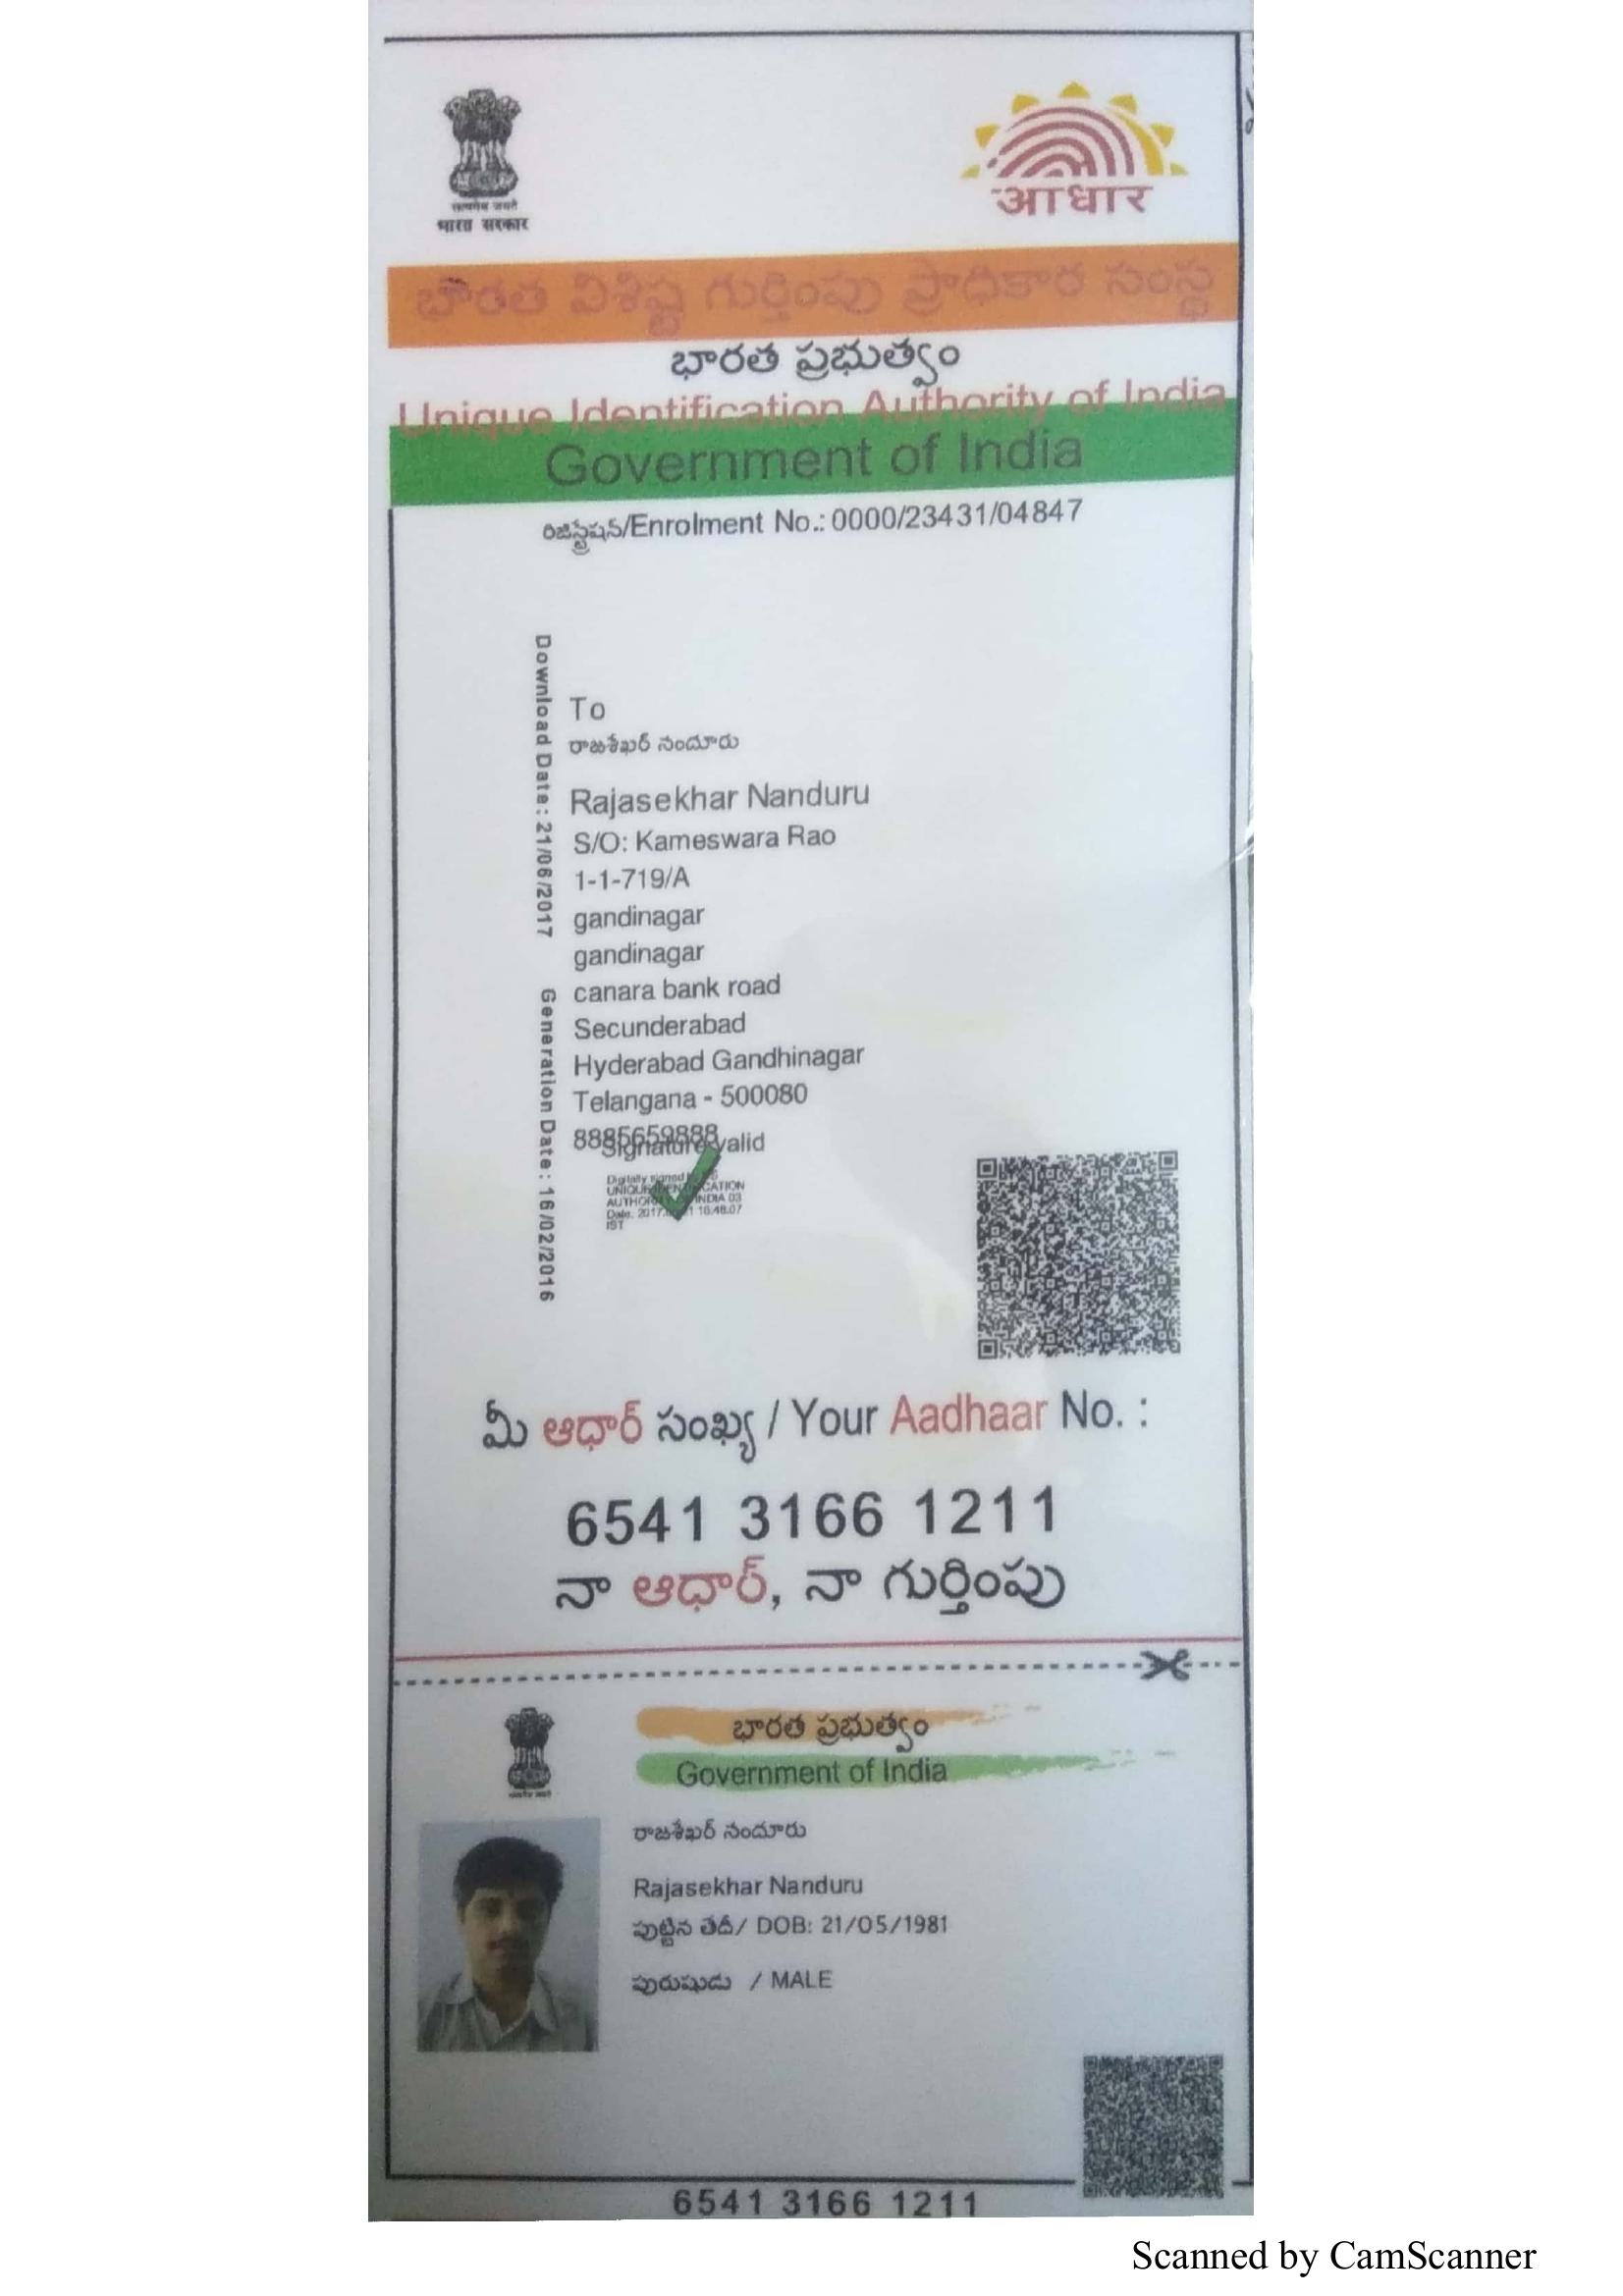 सत्यमेव जयते
भारत सरकार
आधार
భారత విశిష్ట గుర్తింపు ప్రాధికార సంస్థ
భారత ప్రభుత్వం
Unique Identification Authority of India
Government of India
రిజిస్ట్రేషన్/Enrolment No.: 0000/23431/04847
Download Date: 21/06/2017
Generation Date: 16/02/2016
To
రాజశేఖర్ నందూరు
Rajasekhar Nanduru
S/O: Kameswara Rao
1-1-719/A
gandinagar
gandinagar
canara bank road
Secunderabad
Hyderabad Gandhinagar
Telangana - 500080
8885659888
Signature valid
Digitally signed
UNIQUE IDENTIFICATION
AUTHORITY INDIA 03
Date: 2017 16:48:07
IST
మీ ఆధార్ సంఖ్య / Your Aadhaar No. :
6541 3166 1211
నా ఆధార్, నా గుర్తింపు
భారత ప్రభుత్వం
Government of India
రాజశేఖర్ నందూరు
Rajasekhar Nanduru
పుట్టిన తేదీ/ DOB: 21/05/1981
పురుషుడు / MALE
6541 3166 1211
Scanned by CamScanner